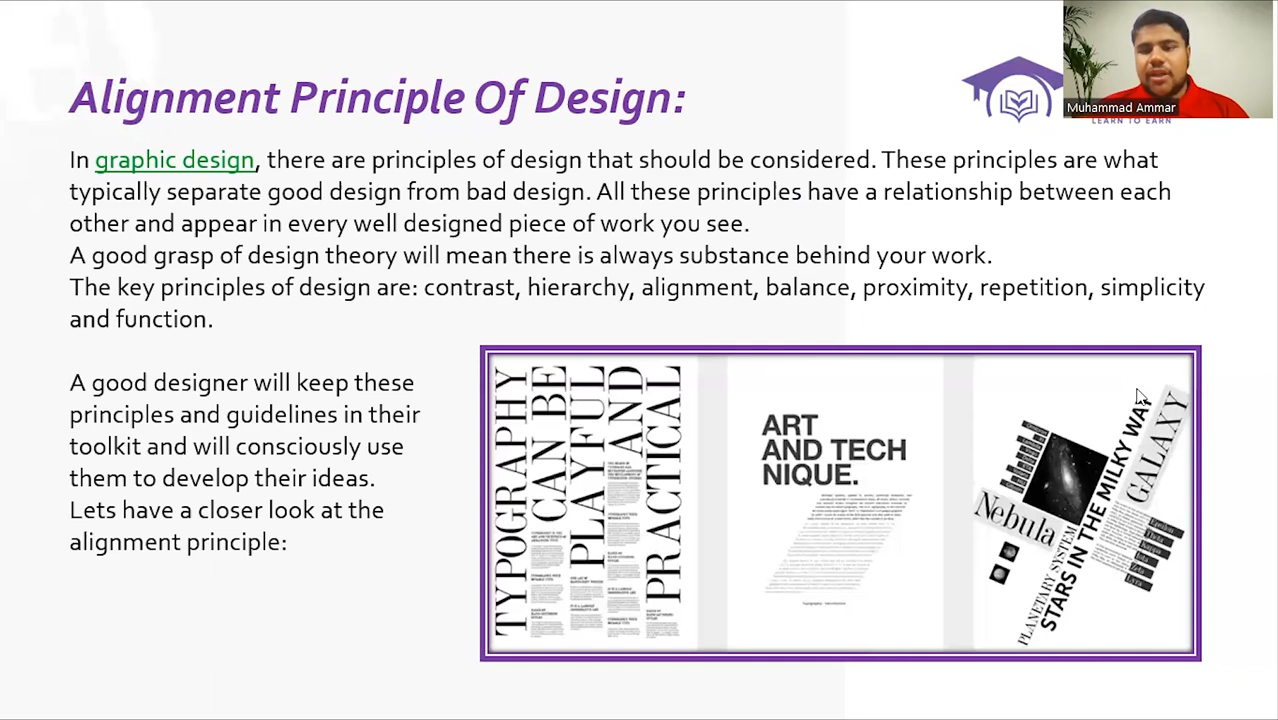 Alignment Principle Of Design:
Muhammad Ammar
LEARN TO EARN
In graphic design, there are principles of design that should be considered. These principles are what
typically separate good design from bad design. All these principles have a relationship between each
other and appear in every well designed piece of work you see.
A good grasp of design theory will mean there is always substance behind your work.
The key principles of design are: contrast, hierarchy, alignment, balance, proximity, repetition, simplicity
and function.
A good designer will keep these
principles and guidelines in their
toolkit and will consciously use
them to develop their ideas.
Lets have a closer look at the
alignment principle:
TYPOGRAPHY
CAN BE
PLAYFUL
AND
PRACTICAL
ART
AND TECH
NIQUE.
Nebula
PLANETARY SYSTEM
STARS IN THE MILKY WAY
GALAXY